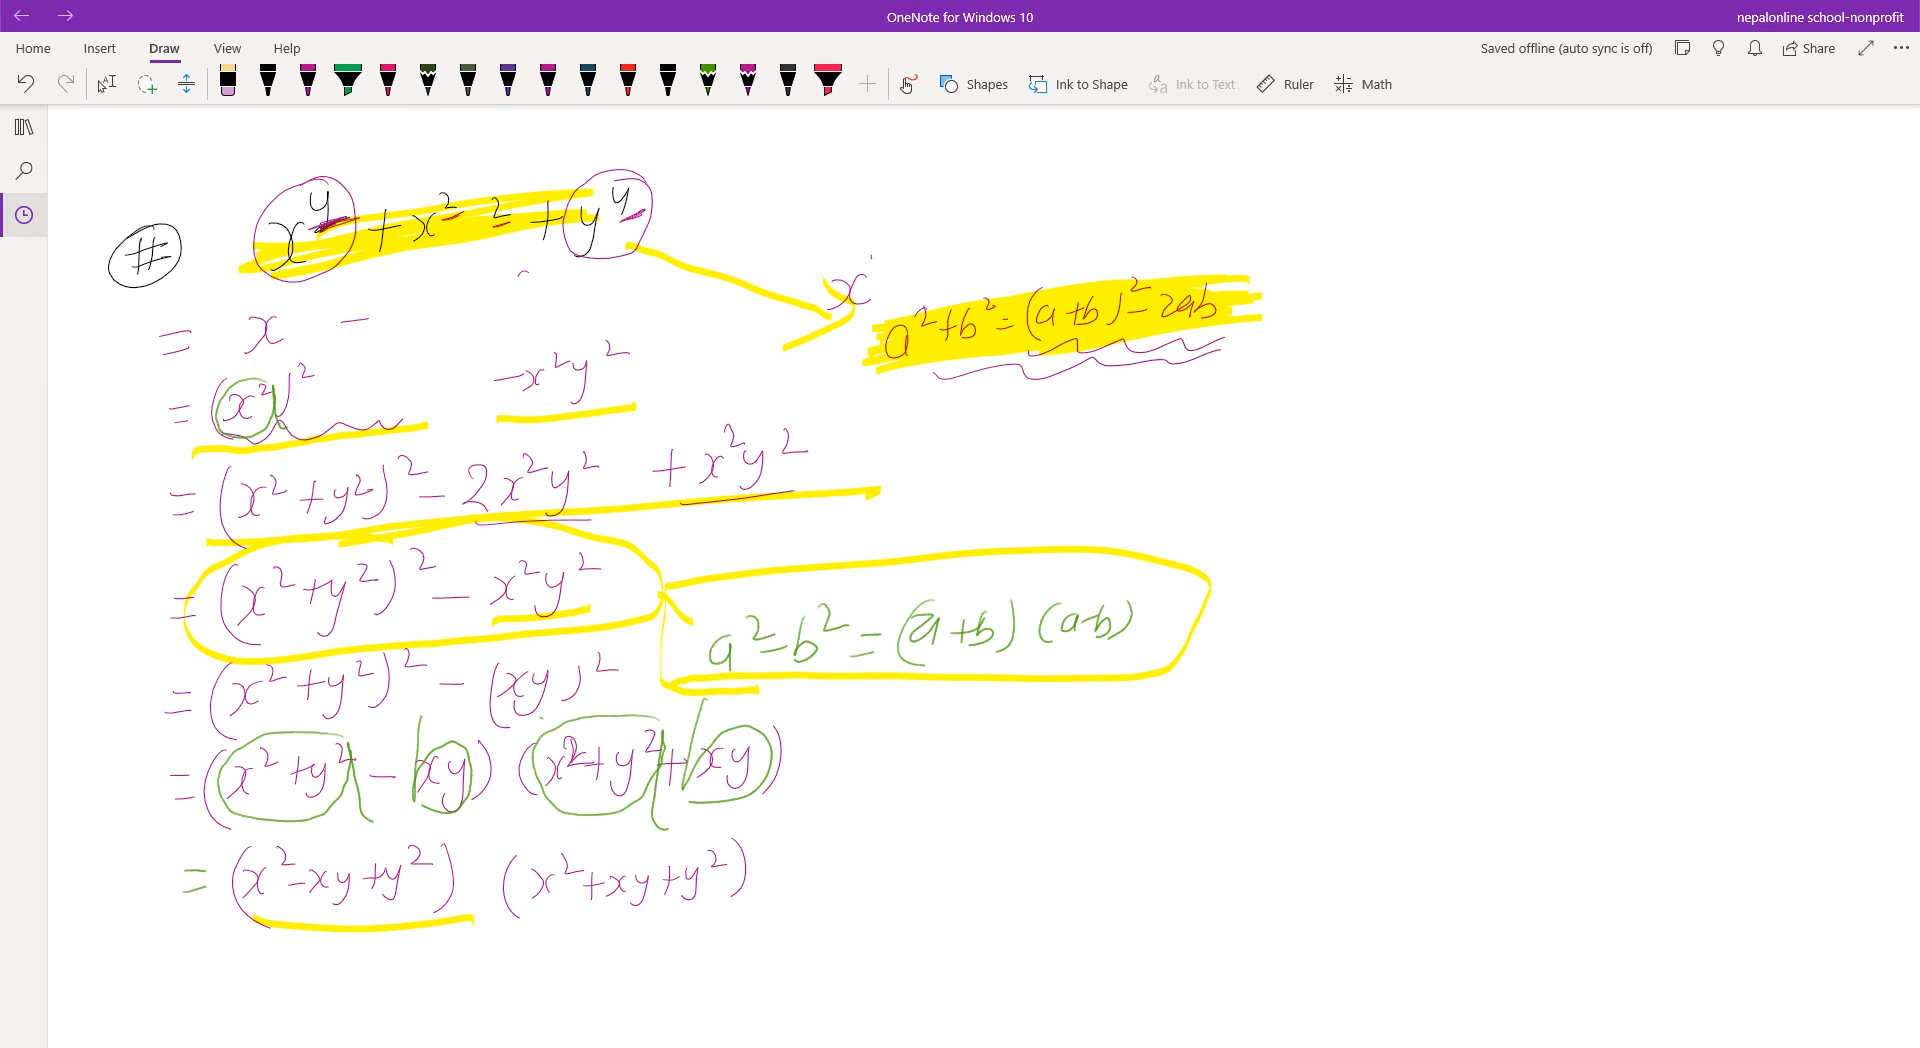 OneNote for Windows 10
nepalonline school-nonprofit
Home Insert Draw View Help
Saved offline (auto sync is off) Share
Shapes Ink to Shape Ink to Text Ruler Math
# x⁴ + x² ² + y⁴
x
a² + b² = (a+b)² - 2ab
= x -
= (x²)² - x²y²
= (x² + y²)² - 2x²y² + x²y²
= (x² + y²)² - x²y²
a² - b² = (a+b) (a-b)
= (x² + y²)² - (xy)²
= (x² + y² - xy) (x² + y² + xy)
= (x² - xy + y²) (x² + xy + y²)